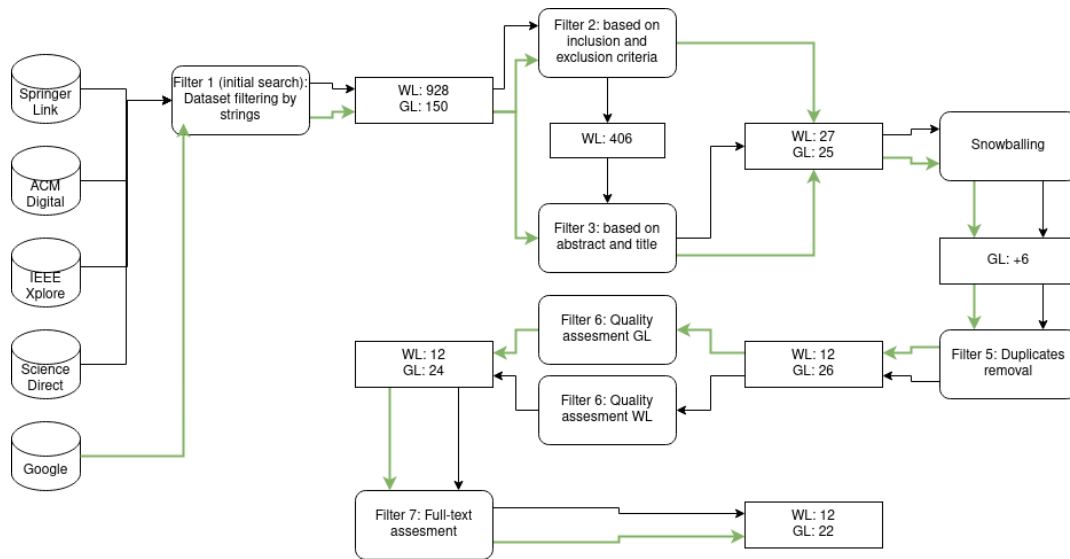 Springer
Link
ACM
Digital
IEEE
Xplore
Science
Direct
Google
Filter 1 (initial search):
Dataset filtering by
strings
WL: 928
GL: 150
Filter 2: based on
inclusion and
exclusion criteria
WL: 406
Filter 3: based on
abstract and title
WL: 27
GL: 25
Snowballing
GL: +6
Filter 5: Duplicates
removal
WL: 12
GL: 26
Filter 6: Quality
assesment GL
Filter 6: Quality
assesment WL
WL: 12
GL: 24
Filter 7: Full-text
assesment
WL: 12
GL: 22